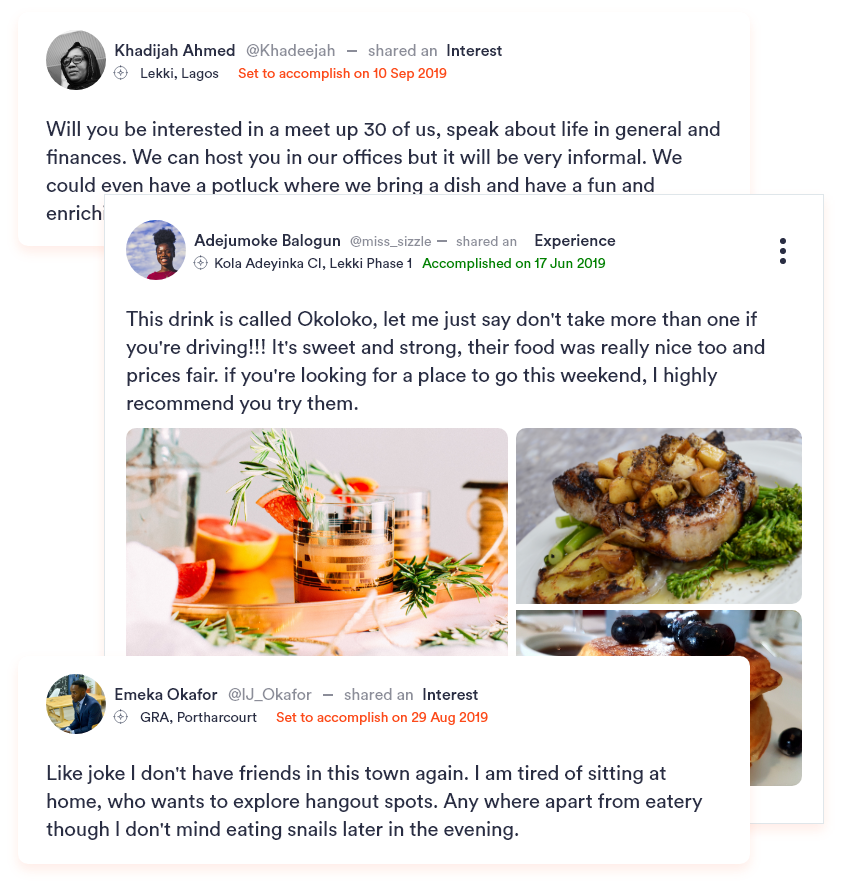 Khadijah Ahmed @Khadeejah — shared an Interest
Lekki, Lagos Set to accomplish on 10 Sep 2019
Will you be interested in a meet up 30 of us, speak about life in general and
finances. We can host you in our offices but it will be very informal. We
could even have a potluck where we bring a dish and have a fun and
Adejumoke Balogun @miss_sizzle — shared an Experience
Kola Adeyinka Cl, Lekki Phase 1 Accomplished on 17 Jun 2019
This drink is called Okoloko, let me just say don't take more than one if
you're driving!!! It's sweet and strong, their food was really nice too and
prices fair. if you're looking for a place to go this weekend, I highly
recommend you try them.
Emeka Okafor @IJ_Okafor — shared an Interest
GRA, Portharcourt Set to accomplish on 29 Aug 2019
Like joke I don't have friends in this town again. I am tired of sitting at
home, who wants to explore hangout spots. Any where apart from eatery
though I don't mind eating snails later in the evening.